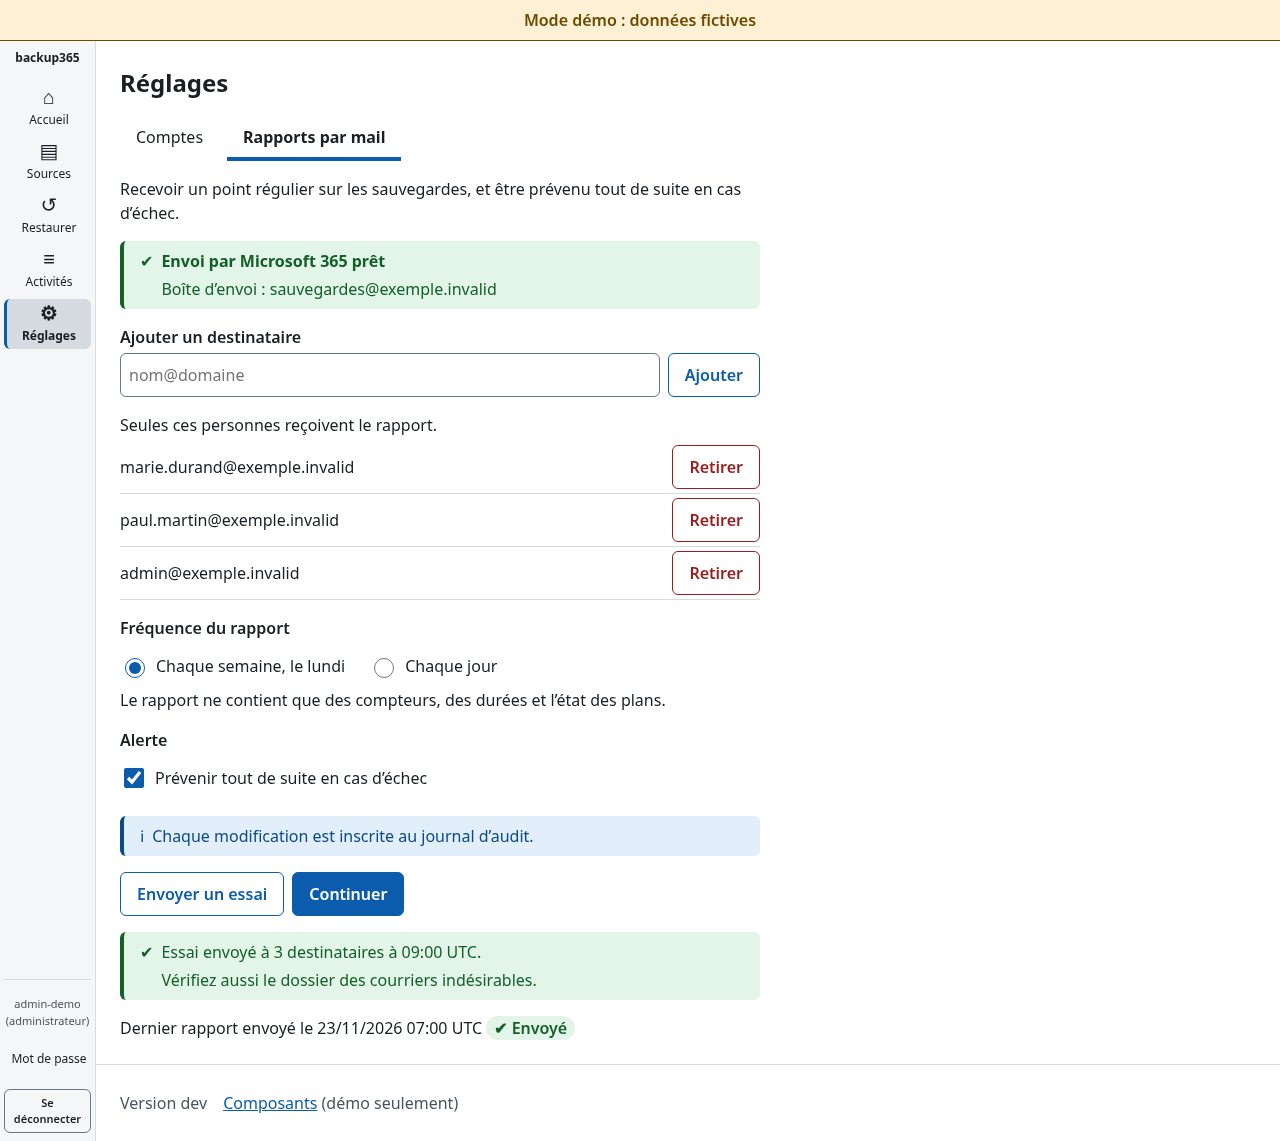 Mode démo : données fictives
backup365
Accueil
Sources
Restaurer
Activités
Réglages
admin-demo
(administrateur)
Mot de passe
Se
déconnecter
Réglages
Comptes
Rapports par mail
Recevoir un point régulier sur les sauvegardes, et être prévenu tout de suite en cas
d’échec.
✔ Envoi par Microsoft 365 prêt
Boîte d’envoi : sauvegardes@exemple.invalid
Ajouter un destinataire
nom@domaine
Ajouter
Seules ces personnes reçoivent le rapport.
marie.durand@exemple.invalid
Retirer
paul.martin@exemple.invalid
Retirer
admin@exemple.invalid
Retirer
Fréquence du rapport
Chaque semaine, le lundi
Chaque jour
Le rapport ne contient que des compteurs, des durées et l’état des plans.
Alerte
Prévenir tout de suite en cas d’échec
i Chaque modification est inscrite au journal d’audit.
Envoyer un essai
Continuer
✔ Essai envoyé à 3 destinataires à 09:00 UTC.
Vérifiez aussi le dossier des courriers indésirables.
Dernier rapport envoyé le 23/11/2026 07:00 UTC ✔ Envoyé
Version dev Composants (démo seulement)